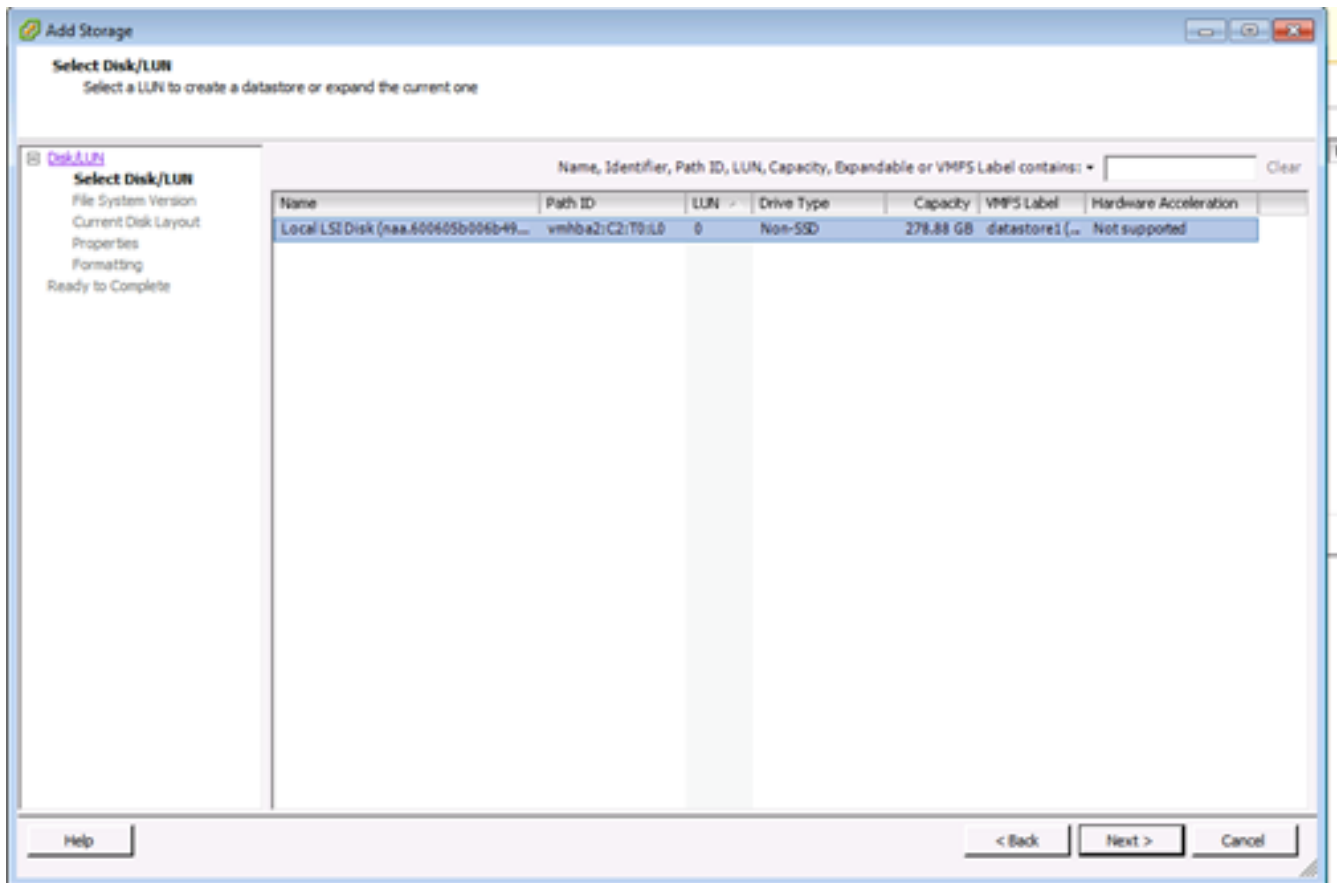 Add Storage
Select Disk/LUN
Select a LUN to create a datastore or expand the current one
Disk/LUN
Select Disk/LUN
File System Version
Current Disk Layout
Properties
Formatting
Ready to Complete
Name, Identifier, Path ID, LUN, Capacity, Expandable or VMFS Label contains: Clear
Name Path ID LUN Drive Type Capacity VMFS Label Hardware Acceleration
Local LSI Disk (naa.600605b006b49... vmhba2:C2:T0:L0 0 Non-SSD 278.88 GB datastore1 (... Not supported
Help < Back Next > Cancel